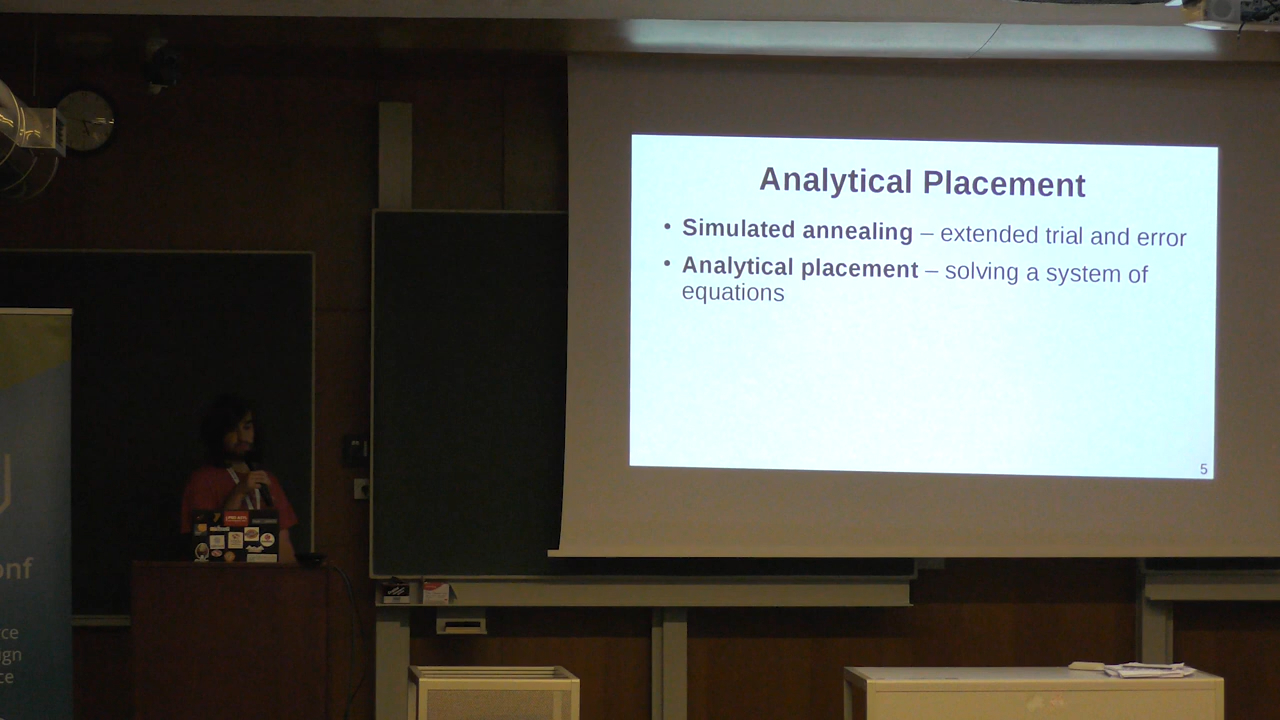 Analytical Placement
• Simulated annealing – extended trial and error
• Analytical placement – solving a system of
equations
5
onf
ce
gn
ce